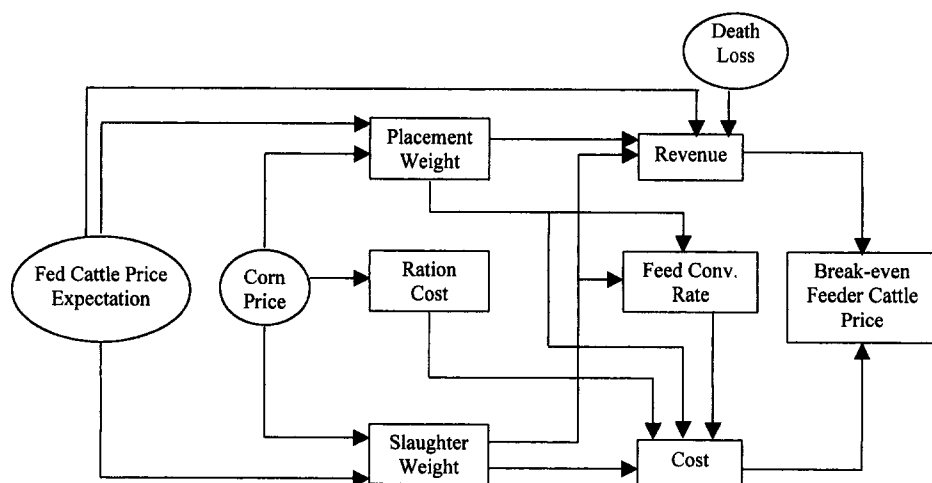 Death
Loss
Placement
Weight
Revenue
Fed Cattle Price
Expectation
Corn
Price
Ration
Cost
Feed Conv.
Rate
Break-even
Feeder Cattle
Price
Slaughter
Weight
Cost